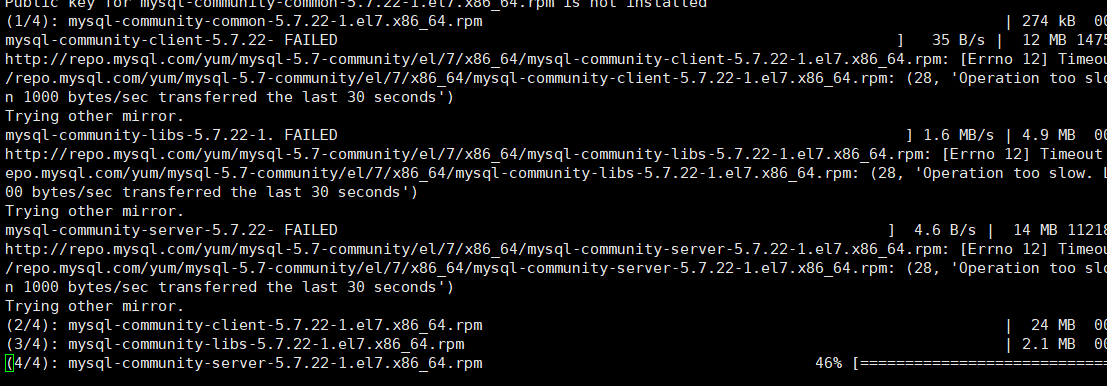 Public key for mysql-community-common-5.7.22-1.el7.x86_64.rpm is not installed
(1/4): mysql-community-common-5.7.22-1.el7.x86_64.rpm | 274 kB 00
mysql-community-client-5.7.22- FAILED ] 35 B/s | 12 MB 1475
http://repo.mysql.com/yum/mysql-5.7-community/el/7/x86_64/mysql-community-client-5.7.22-1.el7.x86_64.rpm: [Errno 12] Timeou
/repo.mysql.com/yum/mysql-5.7-community/el/7/x86_64/mysql-community-client-5.7.22-1.el7.x86_64.rpm: (28, 'Operation too slo
n 1000 bytes/sec transferred the last 30 seconds')
Trying other mirror.
mysql-community-libs-5.7.22-1. FAILED ] 1.6 MB/s | 4.9 MB 00
http://repo.mysql.com/yum/mysql-5.7-community/el/7/x86_64/mysql-community-libs-5.7.22-1.el7.x86_64.rpm: [Errno 12] Timeout
epo.mysql.com/yum/mysql-5.7-community/el/7/x86_64/mysql-community-libs-5.7.22-1.el7.x86_64.rpm: (28, 'Operation too slow. L
00 bytes/sec transferred the last 30 seconds')
Trying other mirror.
mysql-community-server-5.7.22- FAILED ] 4.6 B/s | 14 MB 11218
http://repo.mysql.com/yum/mysql-5.7-community/el/7/x86_64/mysql-community-server-5.7.22-1.el7.x86_64.rpm: [Errno 12] Timeou
/repo.mysql.com/yum/mysql-5.7-community/el/7/x86_64/mysql-community-server-5.7.22-1.el7.x86_64.rpm: (28, 'Operation too slo
n 1000 bytes/sec transferred the last 30 seconds')
Trying other mirror.
(2/4): mysql-community-client-5.7.22-1.el7.x86_64.rpm | 24 MB 00
(3/4): mysql-community-libs-5.7.22-1.el7.x86_64.rpm | 2.1 MB 00
(4/4): mysql-community-server-5.7.22-1.el7.x86_64.rpm 46% [===========================